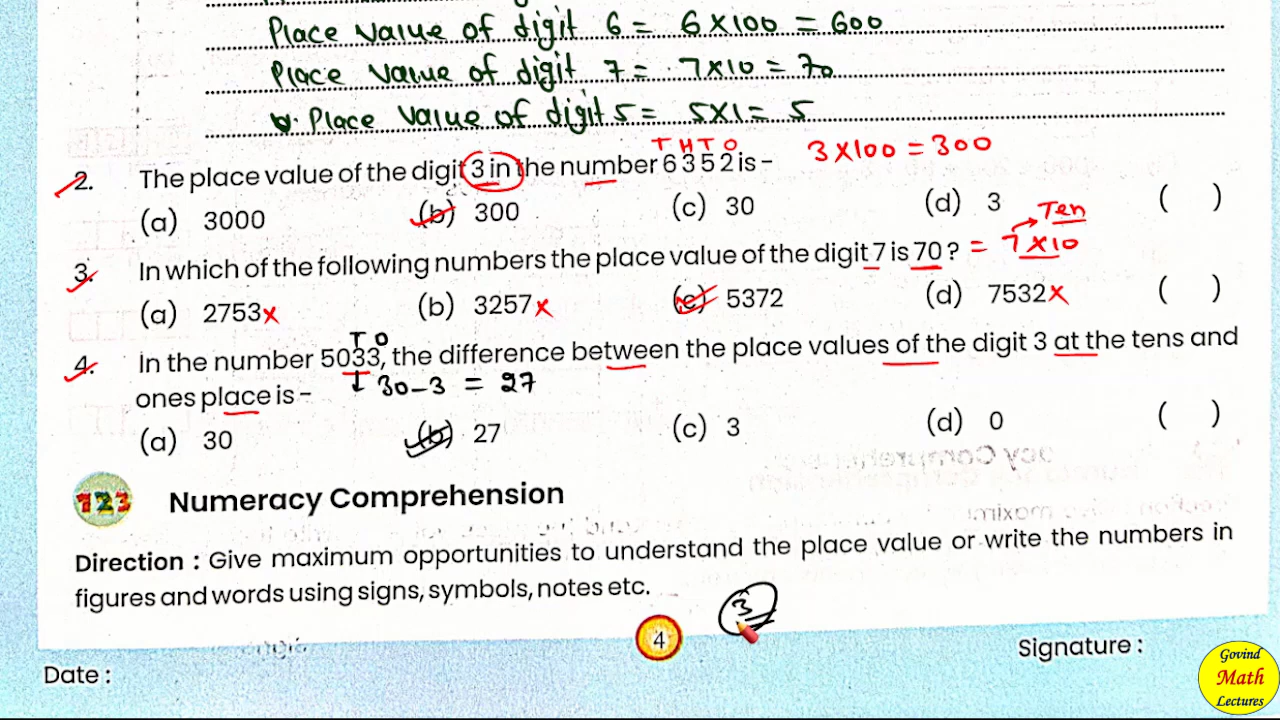 Place value of digit 6 = 6×100 = 600
Place value of digit 7 = 7×10 = 70
Place value of digit 5 = 5×1 = 5
T H T O
2. The place value of the digit 3 in the number 6352 is - 3×100 = 300
(a) 3000 (b) 300 (c) 30 (d) 3 ( )
Ten
3. In which of the following numbers the place value of the digit 7 is 70 ? = 7×10
(a) 2753× (b) 3257× (c) 5372 (d) 7532× ( )
T O
4. In the number 5033, the difference between the place values of the digit 3 at the tens and
ones place is - 30-3 = 27
(a) 30 (b) 27 (c) 3 (d) 0 ( )
123 Numeracy Comprehension
Direction : Give maximum opportunities to understand the place value or write the numbers in
figures and words using signs, symbols, notes etc.
3
4
Date : Signature :
Govind
Math
Lectures